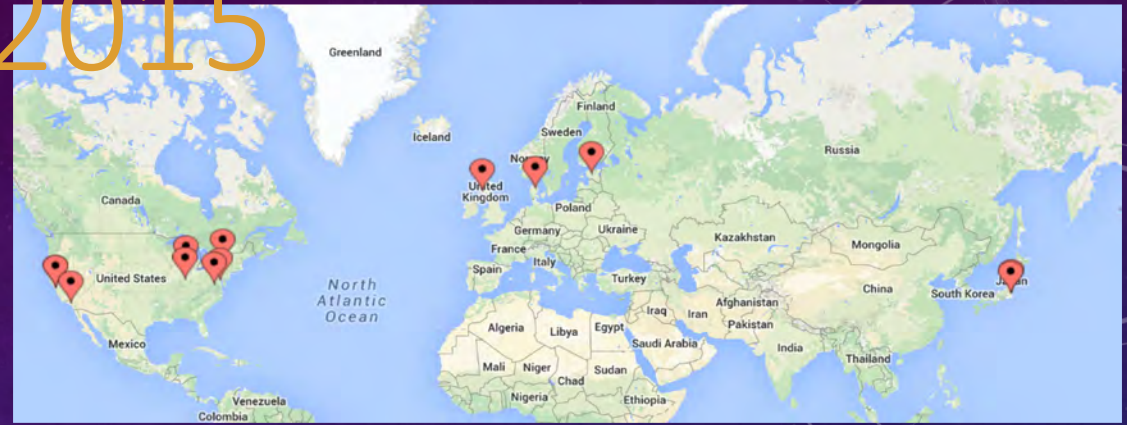 2015
Greenland
Iceland
Finland
Sweden
United
Kingdom
Poland
Germany
Ukraine
France
Italy
Spain
Turkey
Russia
Kazakhstan
Mongolia
China
South Korea
Japan
Canada
United States
Mexico
Venezuela
Colombia
North
Atlantic
Ocean
Algeria
Libya
Egypt
Iraq
Iran
Afghanistan
Pakistan
Saudi Arabia
India
Thailand
Mali
Niger
Chad
Sudan
Nigeria
Ethiopia